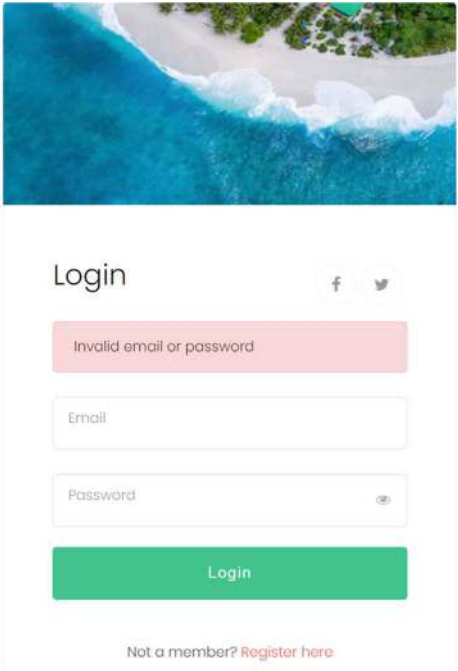 Login
Invalid email or password
Email
Password
Login
Not a member? Register here